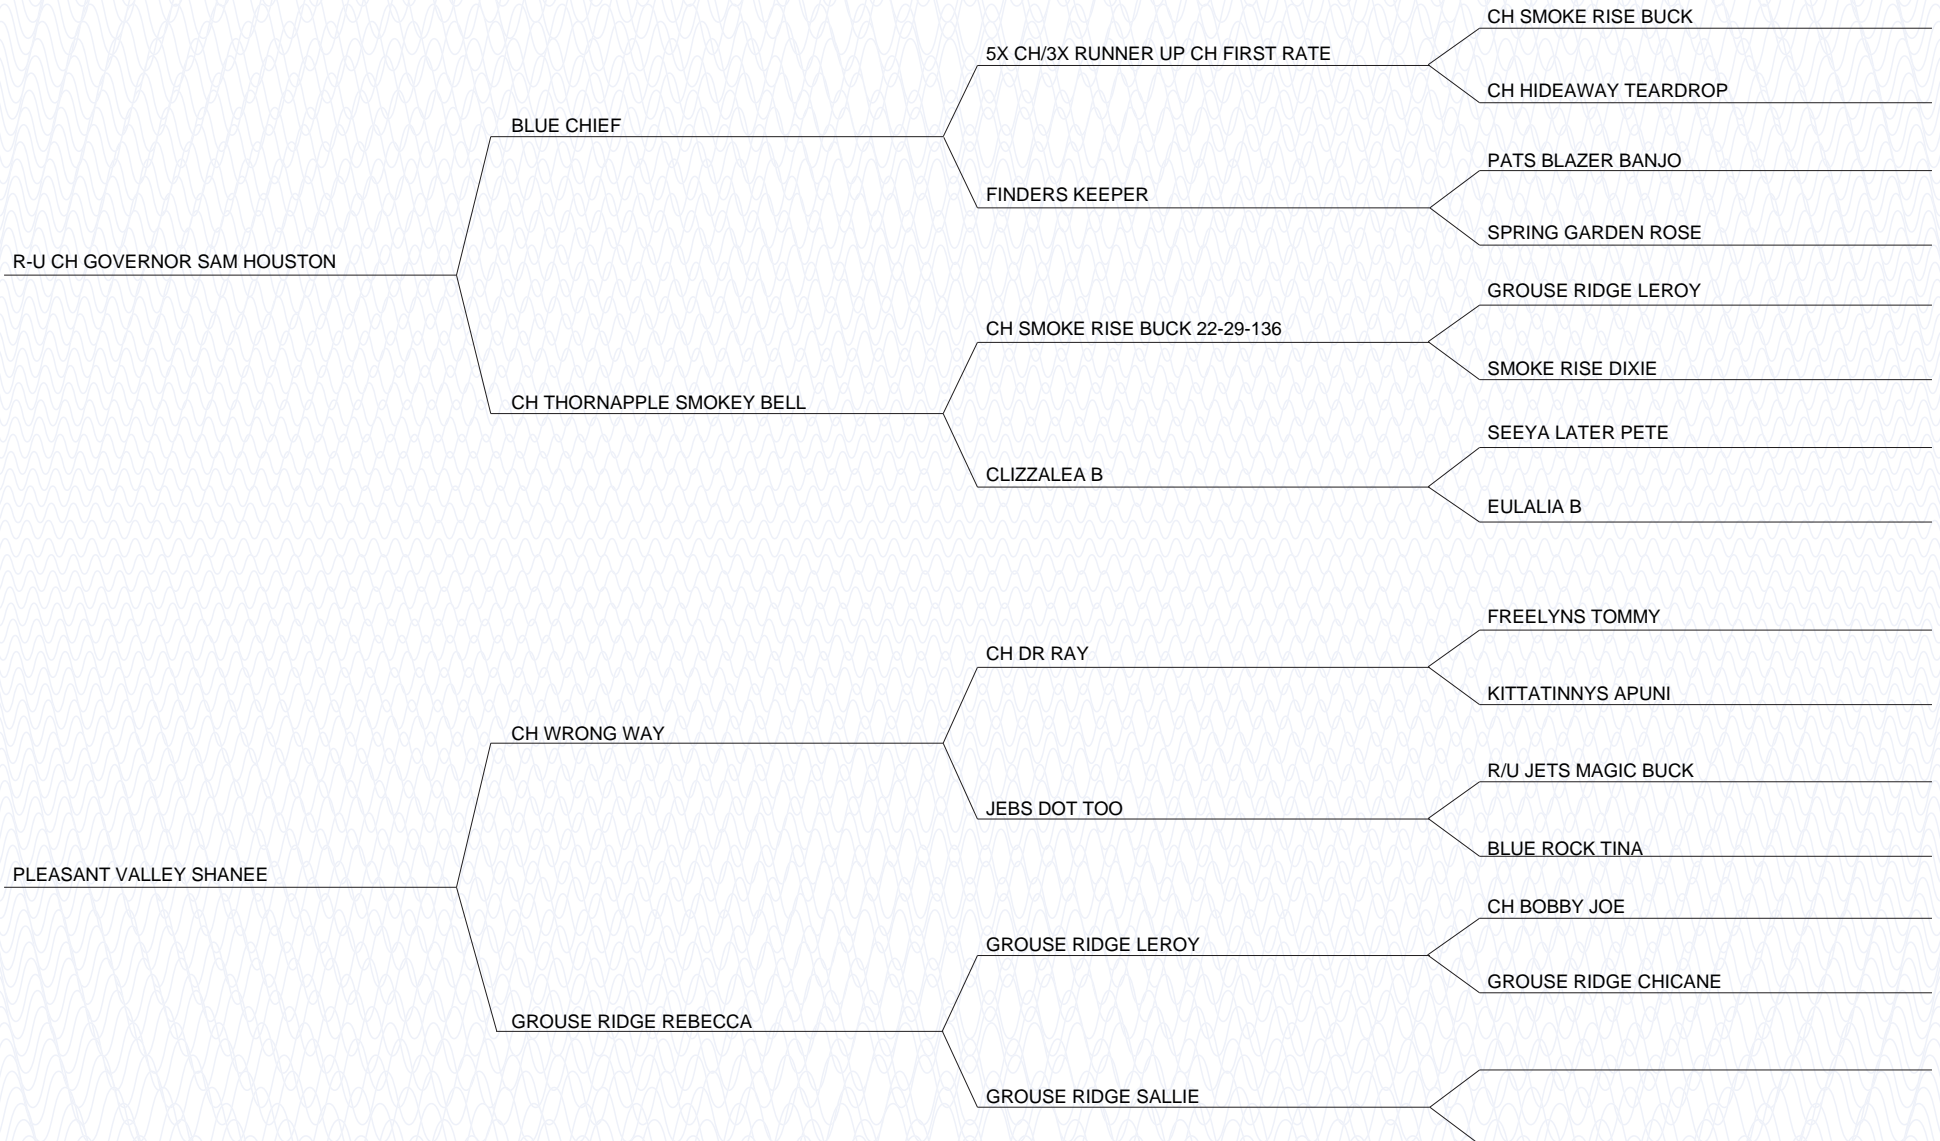 CH SMOKE RISE BUCK
5X CH/3X RUNNER UP CH FIRST RATE
CH HIDEAWAY TEARDROP
BLUE CHIEF
PATS BLAZER BANJO
FINDERS KEEPER
SPRING GARDEN ROSE
R-U CH GOVERNOR SAM HOUSTON
GROUSE RIDGE LEROY
CH SMOKE RISE BUCK 22-29-136
SMOKE RISE DIXIE
CH THORNAPPLE SMOKEY BELL
SEEYA LATER PETE
CLIZZALEA B
EULALIA B
FREELYNS TOMMY
CH DR RAY
KITTATINNYS APUNI
CH WRONG WAY
R/U JETS MAGIC BUCK
JEBS DOT TOO
BLUE ROCK TINA
PLEASANT VALLEY SHANEE
CH BOBBY JOE
GROUSE RIDGE LEROY
GROUSE RIDGE CHICANE
GROUSE RIDGE REBECCA
GROUSE RIDGE SALLIE